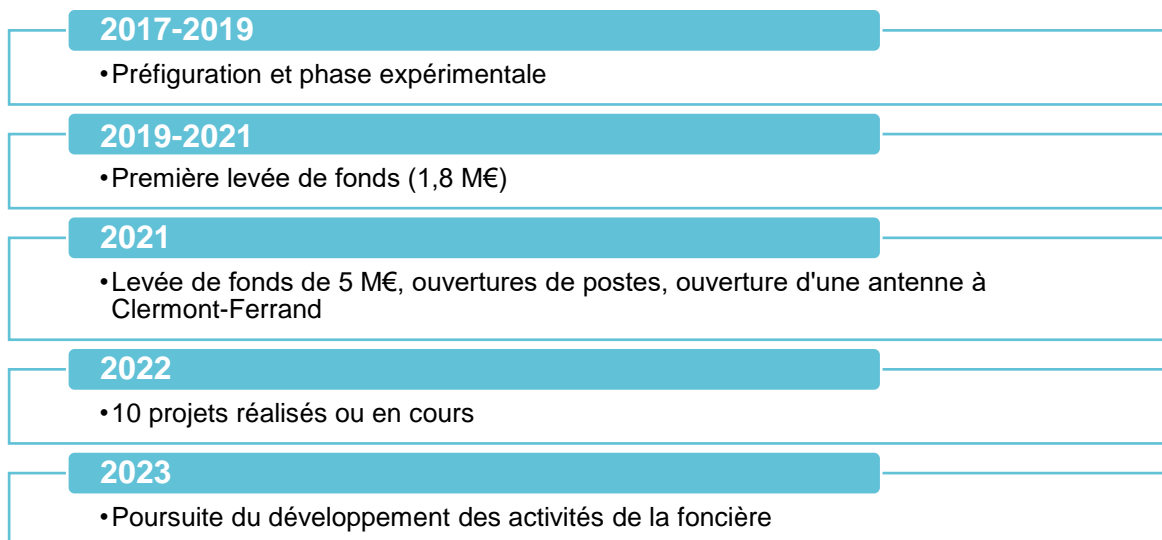 2017-2019
•Préfiguration et phase expérimentale
2019-2021
•Première levée de fonds (1,8 M€)
2021
•Levée de fonds de 5 M€, ouvertures de postes, ouverture d'une antenne à
Clermont-Ferrand
2022
•10 projets réalisés ou en cours
2023
•Poursuite du développement des activités de la foncière